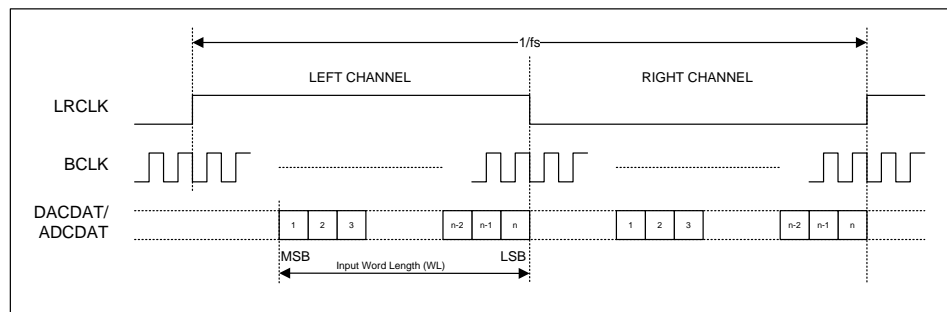 1/fs
LEFT CHANNEL RIGHT CHANNEL
LRCLK
BCLK
DACDAT/
ADCDAT
1 2 3 n-2 n-1 n 1 2 3 n-2 n-1 n
MSB LSB
Input Word Length (WL)